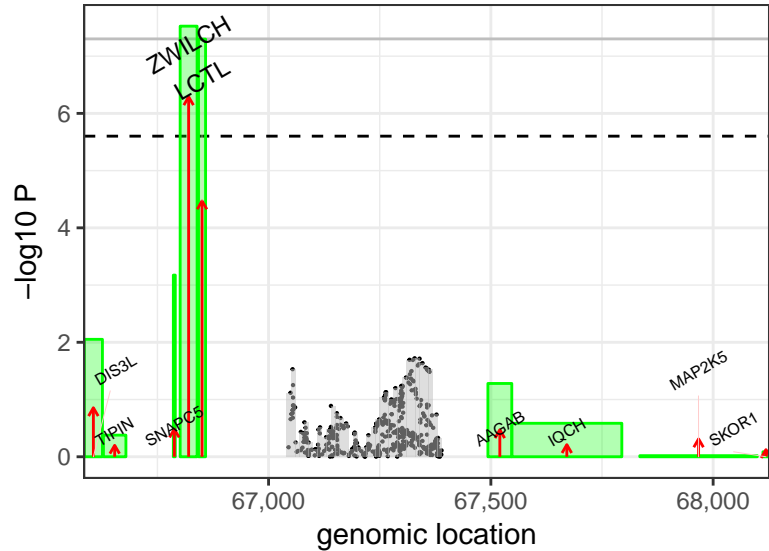 −log10 P
6
4
2
0
ZWILCH
LCTL
DIS3L
TIPIN
SNAPC5
AAGAB
IQCH
MAP2K5
SKOR1
67,000
67,500
68,000
genomic location